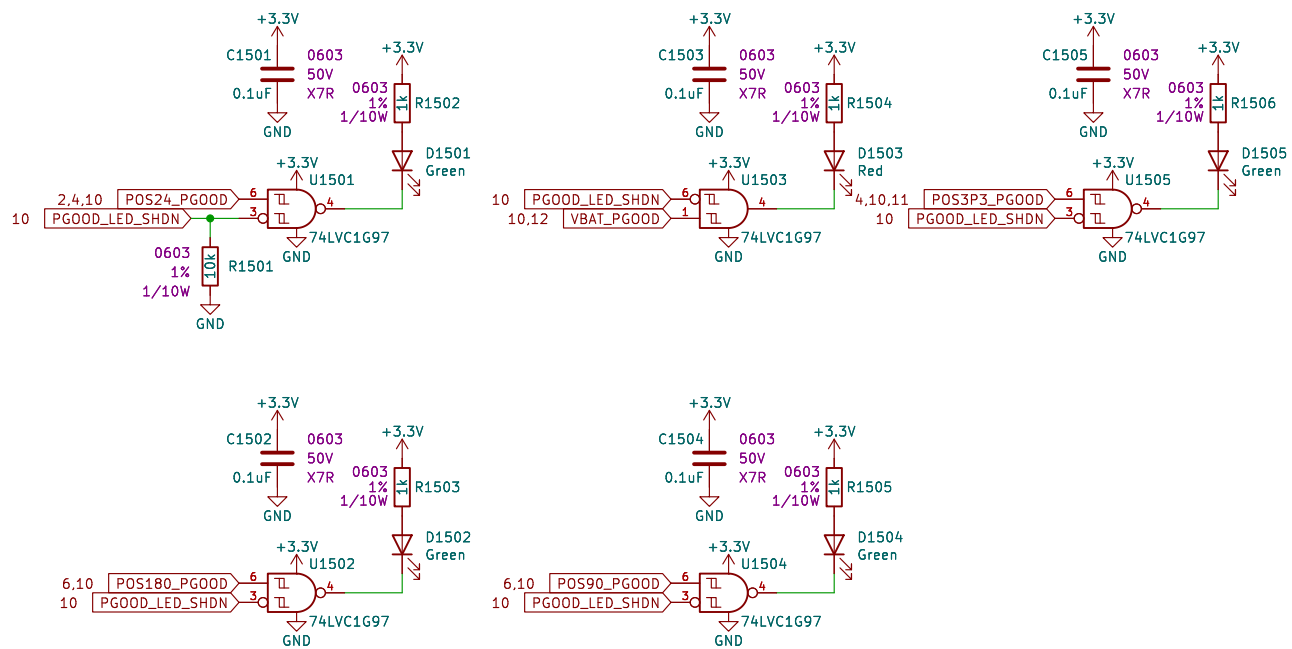 +3.3V
C1501
0.1uF
0603
50V
X7R
GND
+3.3V
0603
1%
1/10W
1k
R1502
D1501
Green
+3.3V
U1501
2,4,10
POS24_PGOOD
6
10
PGOOD_LED_SHDN
3
4
74LVC1G97
GND
0603
1%
1/10W
10k
R1501
GND
+3.3V
C1503
0.1uF
0603
50V
X7R
GND
+3.3V
0603
1%
1/10W
1k
R1504
D1503
Red
+3.3V
U1503
10
PGOOD_LED_SHDN
6
10,12
VBAT_PGOOD
1
4
74LVC1G97
GND
+3.3V
C1505
0.1uF
0603
50V
X7R
GND
+3.3V
0603
1%
1/10W
1k
R1506
D1505
Green
+3.3V
U1505
4,10,11
POS3P3_PGOOD
6
10
PGOOD_LED_SHDN
3
4
74LVC1G97
GND
+3.3V
C1502
0.1uF
0603
50V
X7R
GND
+3.3V
0603
1%
1/10W
1k
R1503
D1502
Green
+3.3V
U1502
6,10
POS180_PGOOD
6
10
PGOOD_LED_SHDN
3
4
74LVC1G97
GND
+3.3V
C1504
0.1uF
0603
50V
X7R
GND
+3.3V
0603
1%
1/10W
1k
R1505
D1504
Green
+3.3V
U1504
6,10
POS90_PGOOD
6
10
PGOOD_LED_SHDN
3
4
74LVC1G97
GND